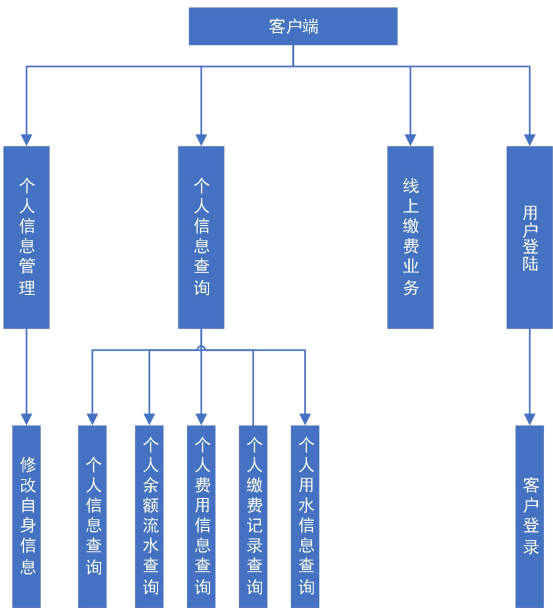 客户端
个人信息管理
个人信息查询
线上缴费业务
用户登陆
修改自身信息
个人信息查询
个人余额流水查询
个人费用信息查询
个人缴费记录查询
个人用水信息查询
客户登录